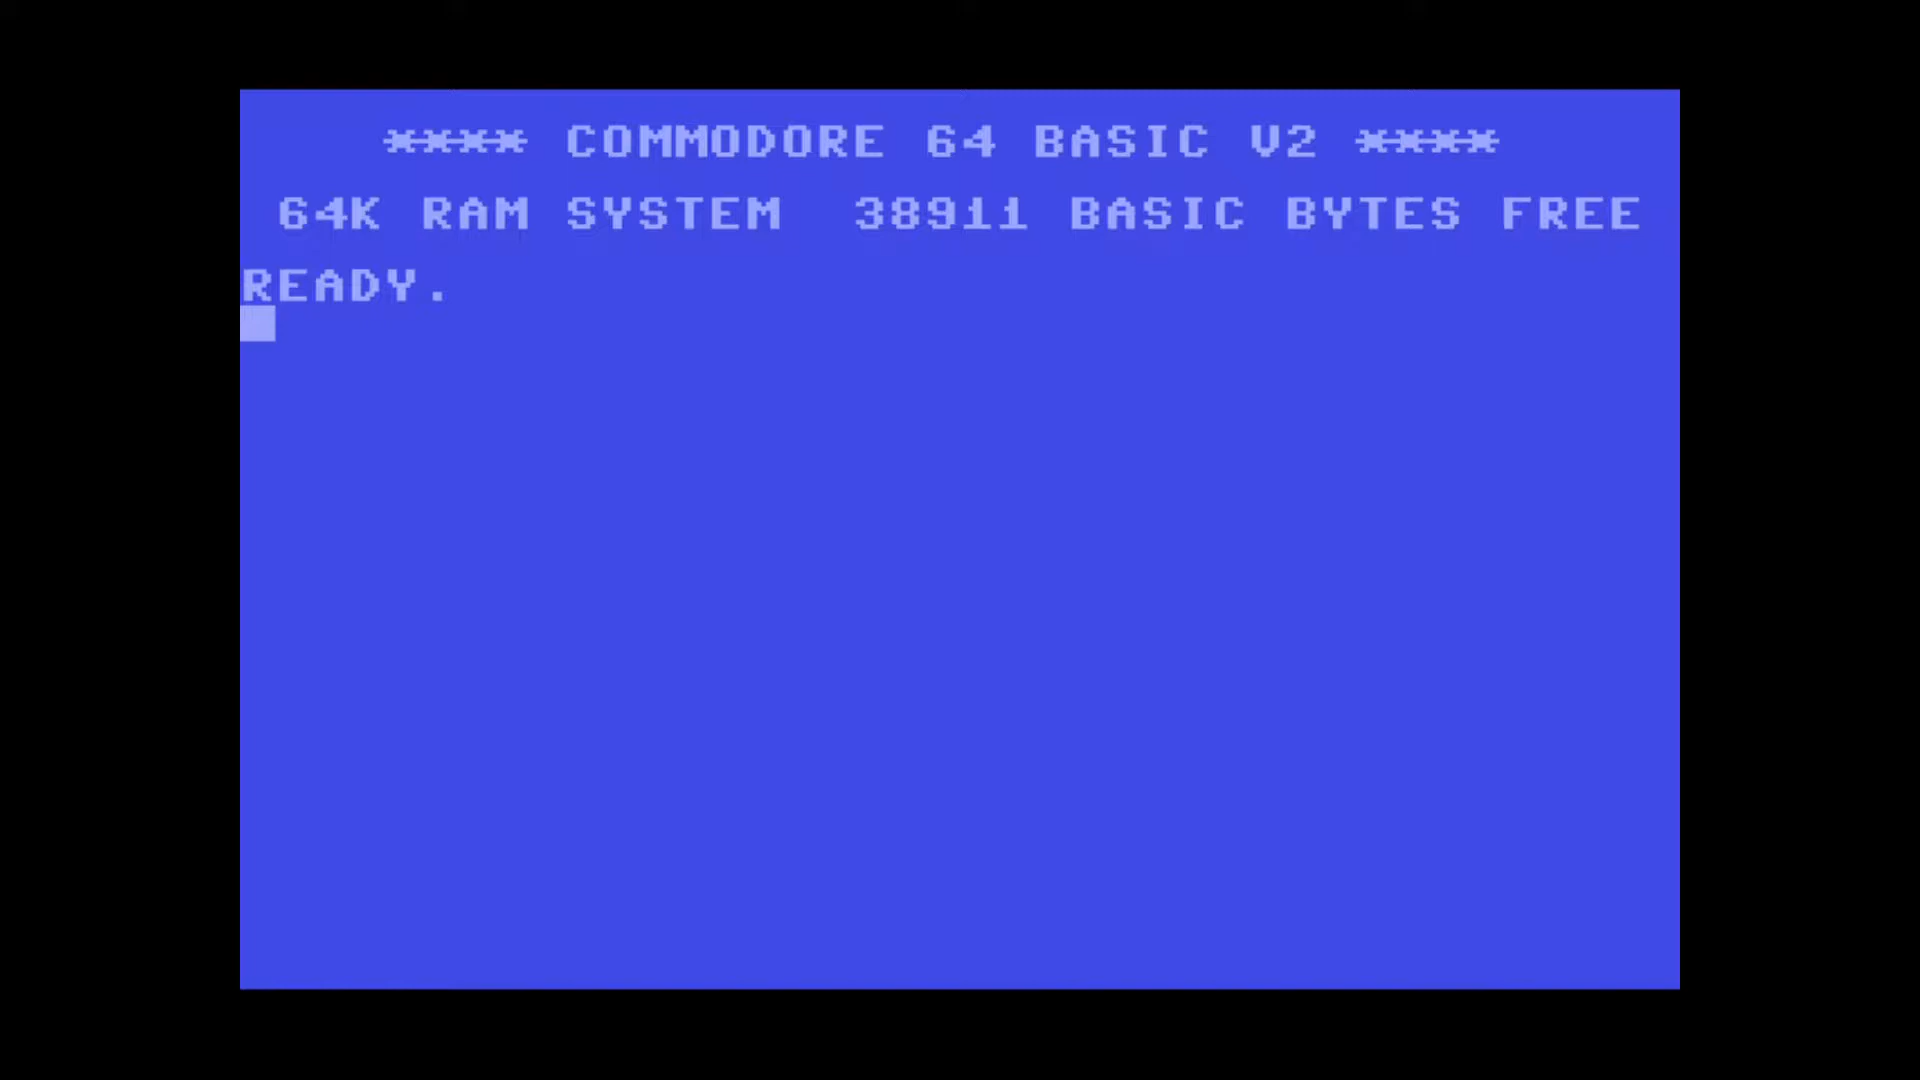 **** COMMODORE 64 BASIC V2 ****
64K RAM SYSTEM  38911 BASIC BYTES FREE
READY.